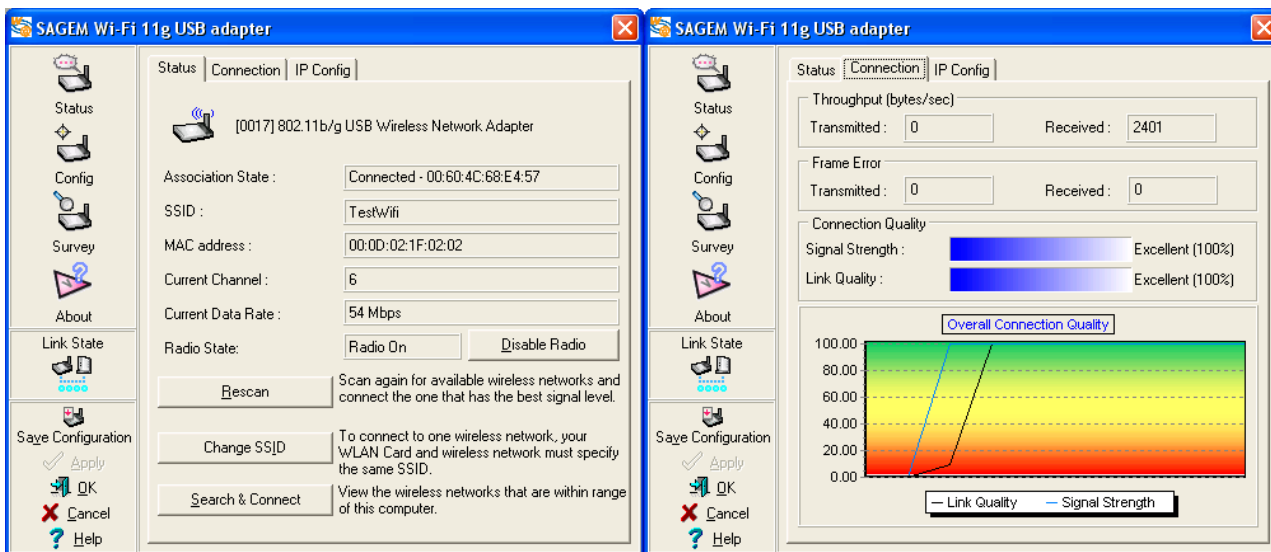 SAGEM Wi-Fi 11g USB adapter
Status
Config
Survey
About
Link State
Save Configuration
Apply
OK
Cancel
Help
Status Connection IP Config
[0017] 802.11b/g USB Wireless Network Adapter
Association State : Connected - 00:60:4C:68:E4:57
SSID : TestWifi
MAC address : 00:0D:02:1F:02:02
Current Channel : 6
Current Data Rate : 54 Mbps
Radio State: Radio On Disable Radio
Rescan
Scan again for available wireless networks and
connect the one that has the best signal level.
Change SSID
To connect to one wireless network, your
WLAN Card and wireless network must specify
the same SSID.
Search & Connect
View the wireless networks that are within range
of this computer.
SAGEM Wi-Fi 11g USB adapter
Status
Config
Survey
About
Link State
Save Configuration
Apply
OK
Cancel
Help
Status Connection IP Config
Throughput (bytes/sec)
Transmitted : 0 Received : 2401
Frame Error
Transmitted : 0 Received : 0
Connection Quality
Signal Strength : Excellent (100%)
Link Quality : Excellent (100%)
Overall Connection Quality
100.00
80.00
60.00
40.00
20.00
0.00
Link Quality Signal Strength